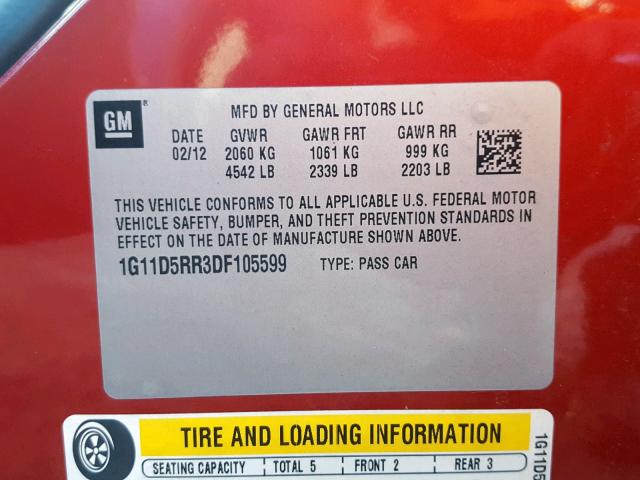 GM ® MFD BY GENERAL MOTORS LLC
DATE GVWR GAWR FRT GAWR RR
02/12 2060 KG 1061 KG 999 KG
4542 LB 2339 LB 2203 LB
THIS VEHICLE CONFORMS TO ALL APPLICABLE U.S. FEDERAL MOTOR
VEHICLE SAFETY, BUMPER, AND THEFT PREVENTION STANDARDS IN
EFFECT ON THE DATE OF MANUFACTURE SHOWN ABOVE.
1G11D5RR3DF105599 TYPE: PASS CAR
TIRE AND LOADING INFORMATION
SEATING CAPACITY TOTAL 5 FRONT 2 REAR 3
1G11D5